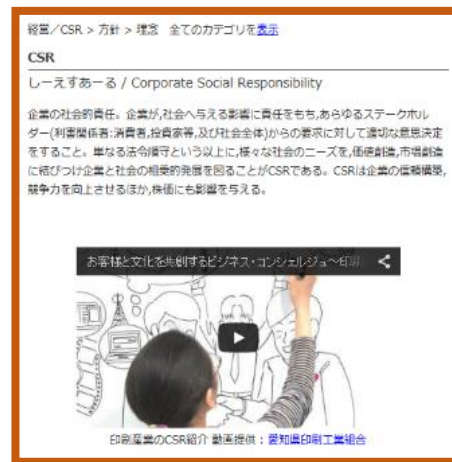 経営／CSR > 方針 > 理念　全てのカテゴリを表示
CSR
しーえすあーる / Corporate Social Responsibility
企業の社会的責任。企業が,社会へ与える影響に責任をもち,あらゆるステークホル
ダー(利害関係者:消費者,投資家等,及び社会全体)からの要求に対して適切な意思決定
をすること。単なる法令順守という以上に,様々な社会のニーズを,価値創造,市場創造
に結びつけ企業と社会の相乗的発展を図ることがCSRである。CSRは企業の信頼構築,
競争力を向上させるほか,株価にも影響を与える。
お客様と文化を共創するビジネス・コンシェルジュ～印刷
印刷産業のCSR紹介 動画提供：愛知県印刷工業組合